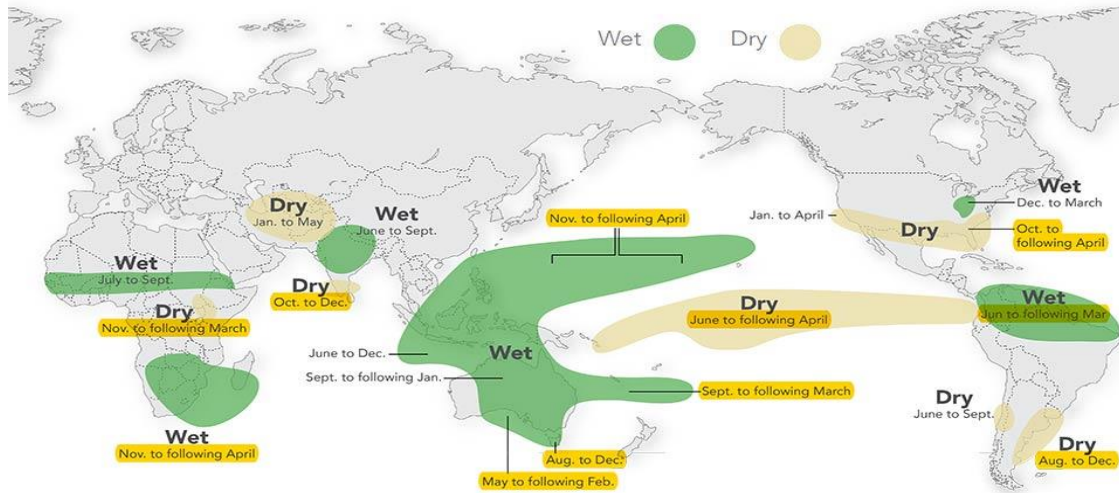 Wet
Dry
Wet
Dec. to March
Dry
Jan. to May
Wet
June to Sept.
Nov. to following April
Jan. to April
Dry
Oct. to
following April
Wet
July to Sept.
Dry
Oct. to Dec.
Dry
Nov. to following March
Dry
June to following April
Wet
Jun to following Mar
June to Dec.
Wet
Sept. to following Jan.
Sept. to following March
Dry
June to Sept.
Wet
Nov. to following April
Dry
Aug. to Dec.
Aug. to Dec.
May to following Feb.